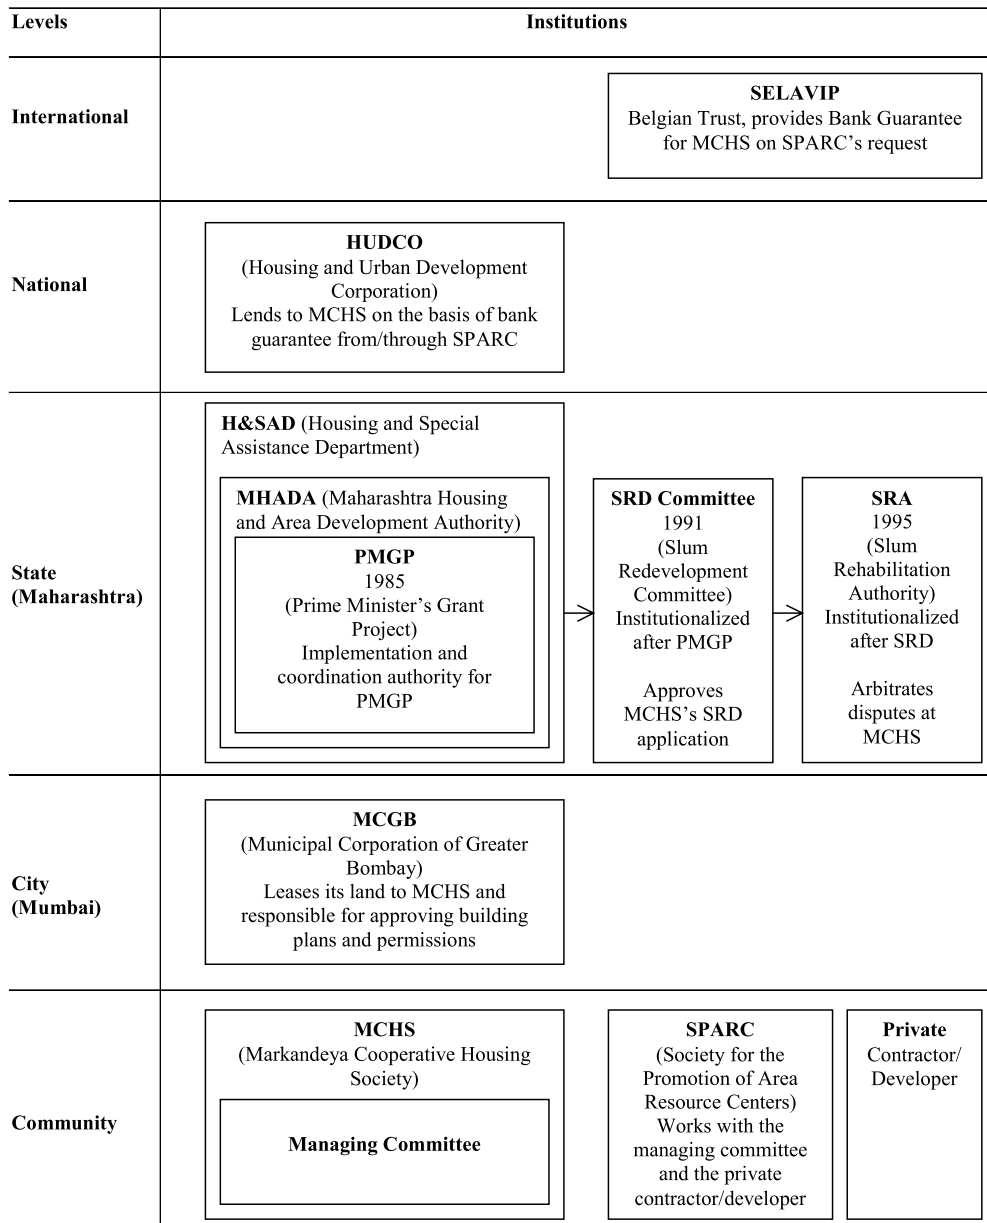 Levels
Institutions
International
SELAVIP
Belgian Trust, provides Bank Guarantee
for MCHS on SPARC's request
National
HUDCO
(Housing and Urban Development
Corporation)
Lends to MCHS on the basis of bank
guarantee from/through SPARC
State
(Maharashtra)
H&SAD (Housing and Special
Assistance Department)
MHADA (Maharashtra Housing
and Area Development Authority)
PMGP
1985
(Prime Minister's Grant
Project)
Implementation and
coordination authority for
PMGP
SRD Committee
1991
(Slum
Redevelopment
Committee)
Institutionalized
after PMGP
Approves
MCHS's SRD
application
SRA
1995
(Slum
Rehabilitation
Authority)
Institutionalized
after SRD
Arbitrates
disputes at
MCHS
City
(Mumbai)
MCGB
(Municipal Corporation of Greater
Bombay)
Leases its land to MCHS and
responsible for approving building
plans and permissions
Community
MCHS
(Markandeya Cooperative Housing
Society)
Managing Committee
SPARC
(Society for the
Promotion of Area
Resource Centers)
Works with the
managing committee
and the private
contractor/developer
Private
Contractor/
Developer